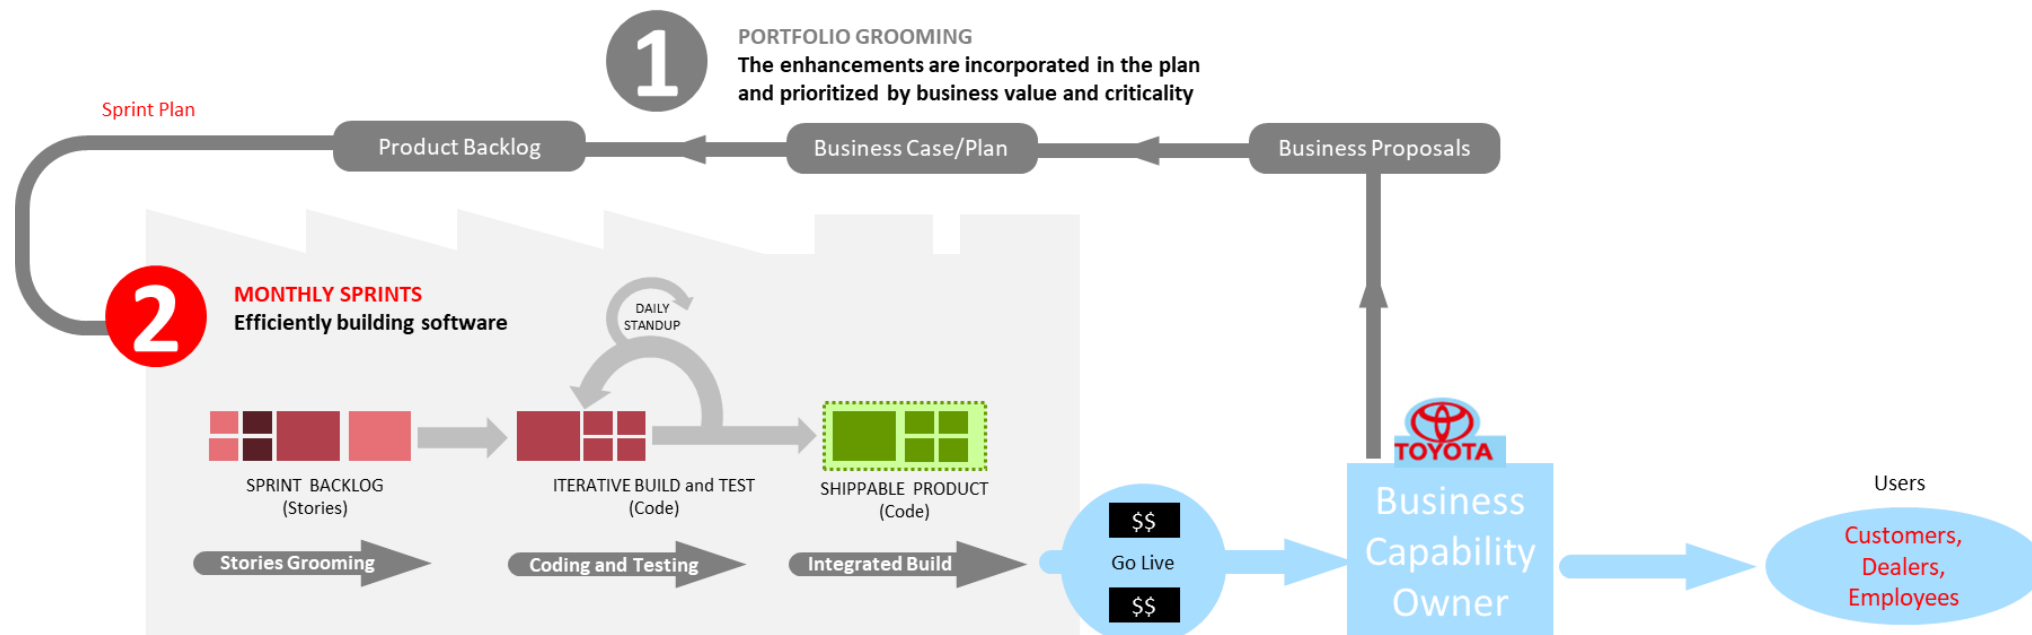 1
PORTFOLIO GROOMING
The enhancements are incorporated in the plan
and prioritized by business value and criticality
Sprint Plan
Product Backlog
Business Case/Plan
Business Proposals
2
MONTHLY SPRINTS
Efficiently building software
DAILY
STANDUP
SPRINT BACKLOG
(Stories)
ITERATIVE BUILD and TEST
(Code)
SHIPPABLE PRODUCT
(Code)
Stories Grooming
Coding and Testing
Integrated Build
$$
Go Live
$$
TOYOTA
Business
Capability
Owner
Users
Customers,
Dealers,
Employees